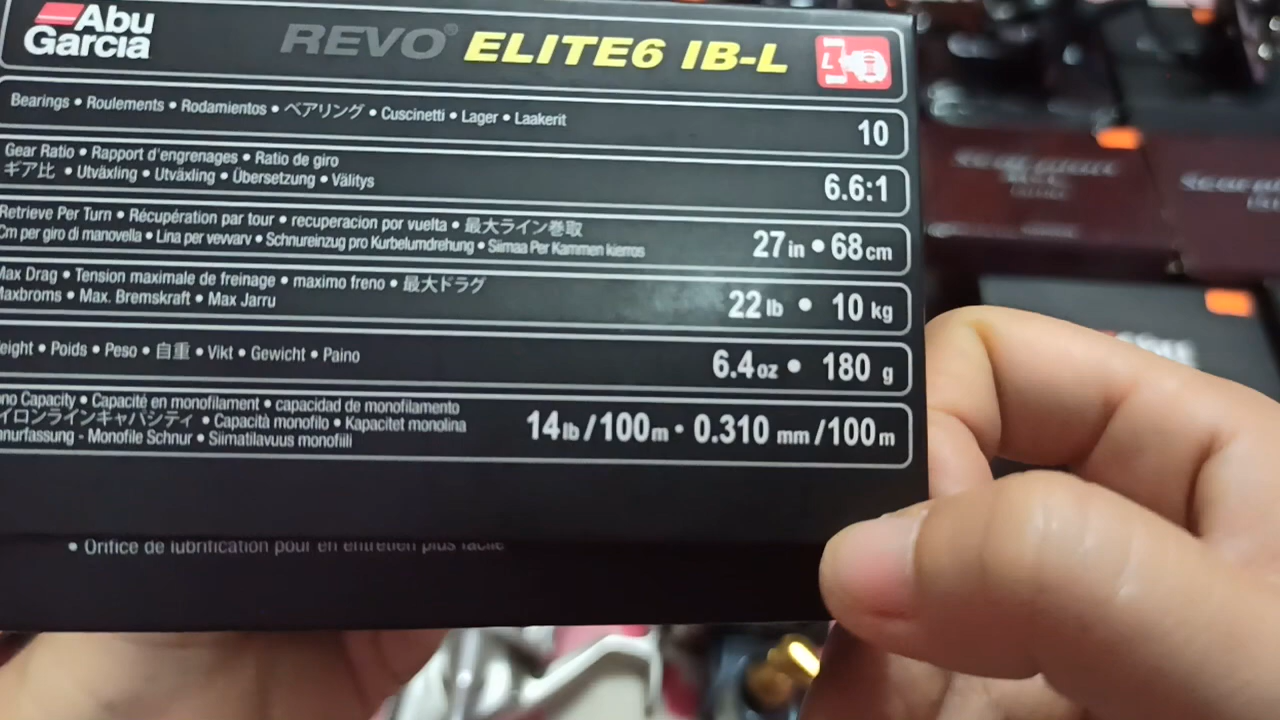 Abu
Garcia
REVO® ELITE6 IB-L
L
Bearings • Roulements • Rodamientos • ベアリング • Cuscinetti • Lager • Laakerit
10
Gear Ratio • Rapport d'engrenages • Ratio de giro
ギア比 • Utväxling • Utväxling • Übersetzung • Välitys
6.6:1
Retrieve Per Turn • Récupération par tour • recuperacion por vuelta • 最大ライン巻取
Cm per giro di manovella • Lina per vevvarv • Schnureinzug pro Kurbelumdrehung • Siimaa Per Kammen kierros
27in • 68cm
Max Drag • Tension maximale de freinage • maximo freno • 最大ドラグ
Maxbroms • Max. Bremskraft • Max Jarru
22 lb • 10 kg
eight • Poids • Peso • 自重 • Vikt • Gewicht • Paino
6.4oz • 180 g
no Capacity • Capacité en monofilament • capacidad de monofilamento
イロンラインキャパシティ • Capacità monofilo • Kapacitet monolina
nurfassung - Monofile Schnur • Siimatilavuus monofiili
14lb/100m • 0.310 mm/100m
• Orifice de lubrification pour en entretien plus facile